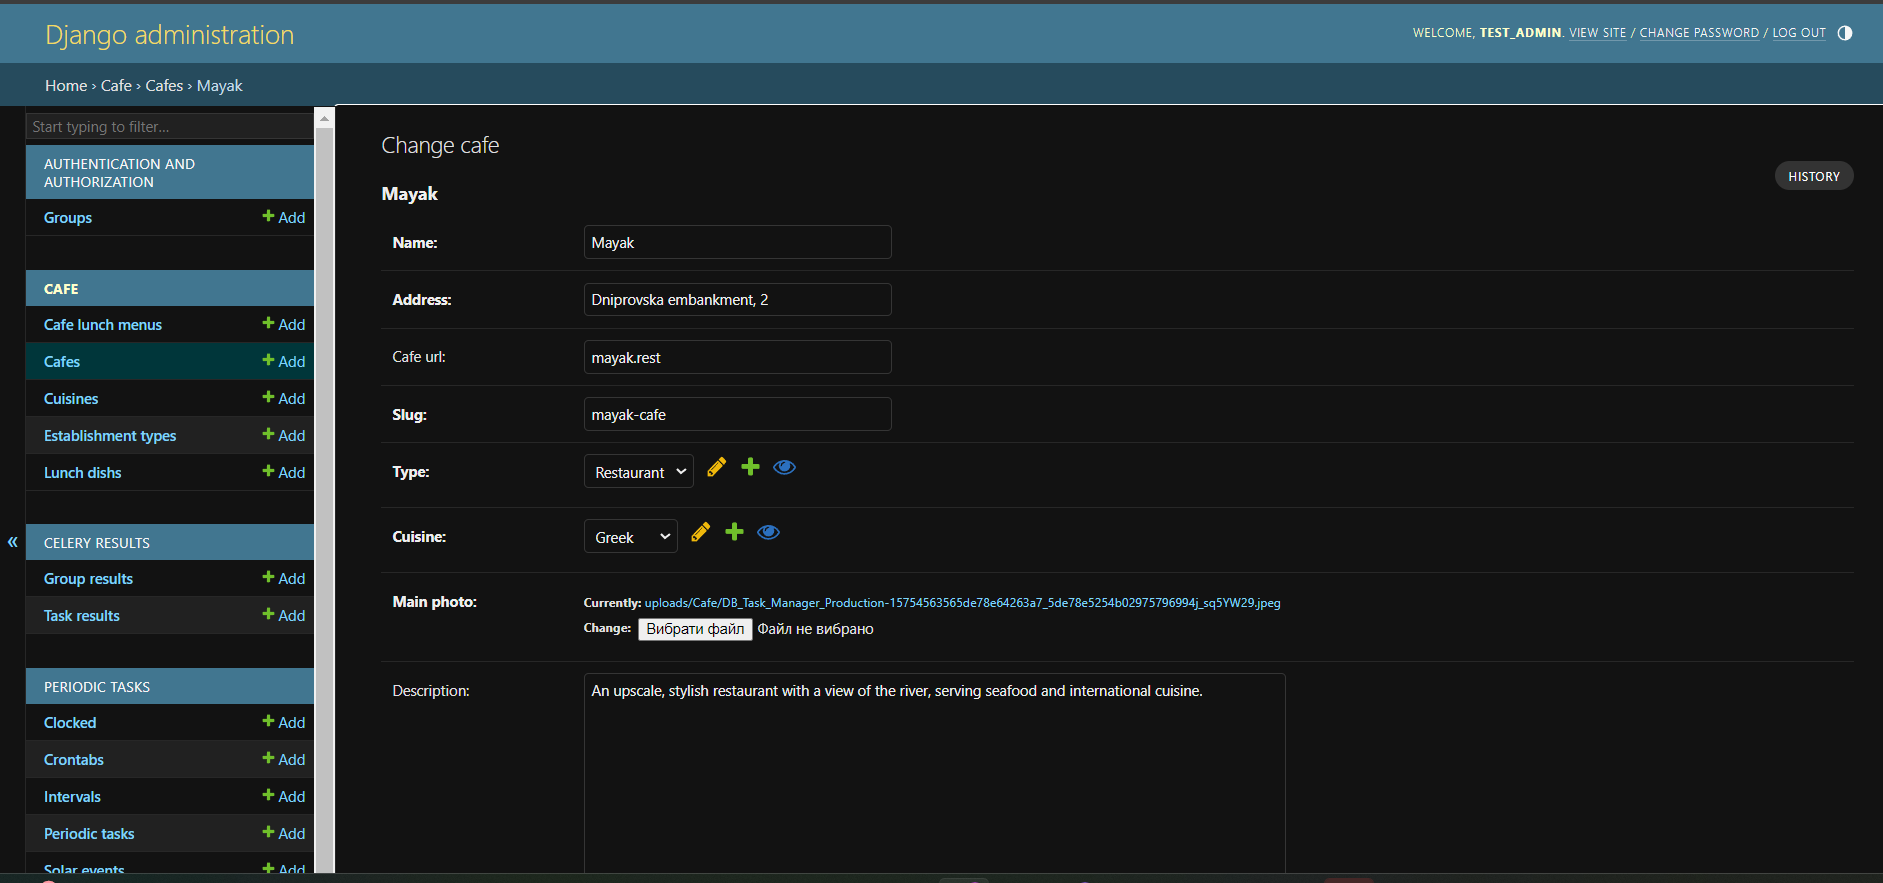 Django administration
WELCOME, TEST_ADMIN. VIEW SITE / CHANGE PASSWORD / LOG OUT
Home › Cafe › Cafes › Mayak
Start typing to filter...
AUTHENTICATION AND
AUTHORIZATION
Groups Add
CAFE
Cafe lunch menus Add
Cafes Add
Cuisines Add
Establishment types Add
Lunch dishs Add
«
CELERY RESULTS
Group results Add
Task results Add
PERIODIC TASKS
Clocked Add
Crontabs Add
Intervals Add
Periodic tasks Add
Solar events Add
Change cafe
HISTORY
Mayak
Name: Mayak
Address: Dniprovska embankment, 2
Cafe url: mayak.rest
Slug: mayak-cafe
Type: Restaurant
Cuisine: Greek
Main photo: Currently: uploads/Cafe/DB_Task_Manager_Production-15754563565de78e64263a7_5de78e5254b02975796994j_sq5YW29.jpeg
Change: Вибрати файл Файл не вибрано
Description: An upscale, stylish restaurant with a view of the river, serving seafood and international cuisine.